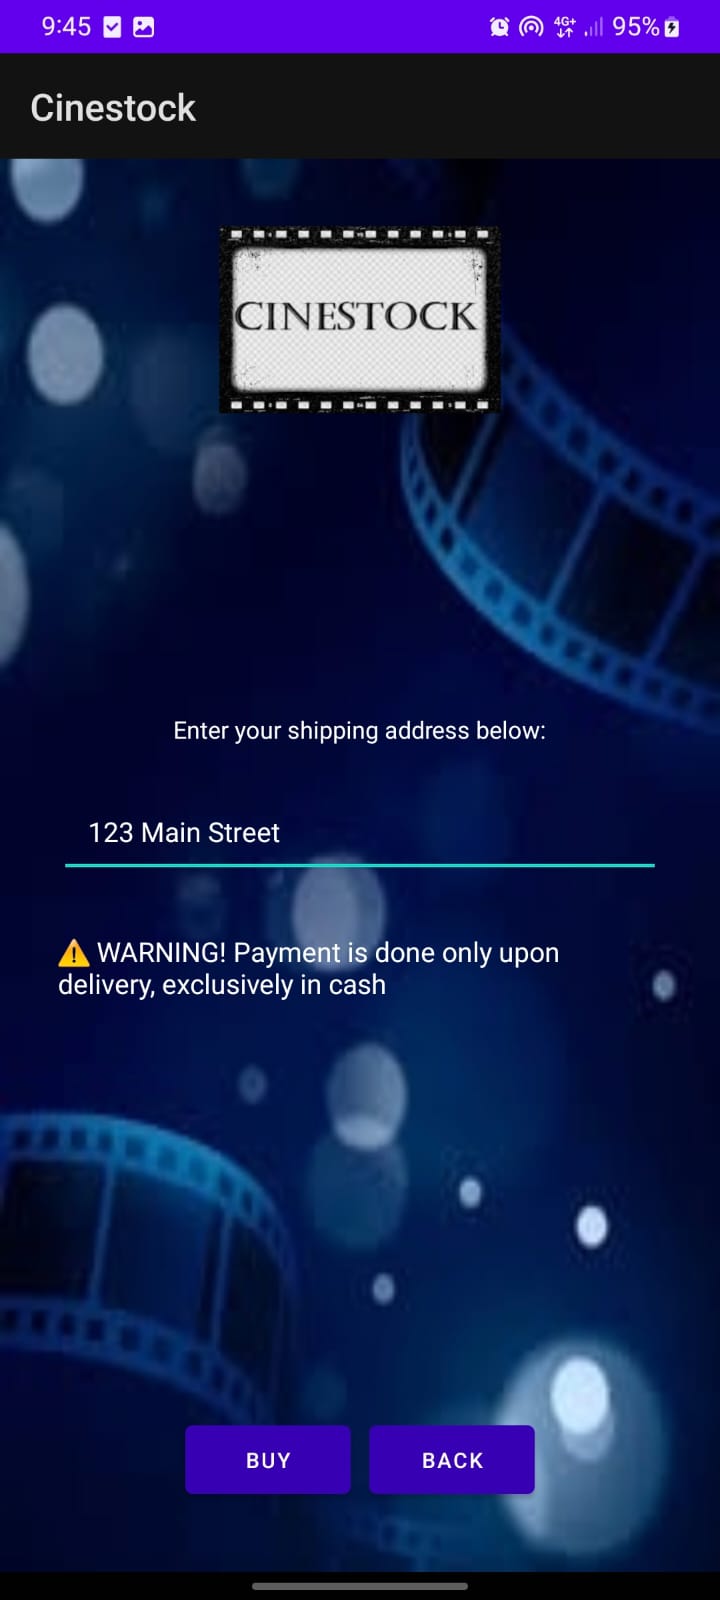 9:45 4G+ 95%
Cinestock
CINESTOCK
Enter your shipping address below:
123 Main Street
⚠️ WARNING! Payment is done only upon
delivery, exclusively in cash
BUY BACK